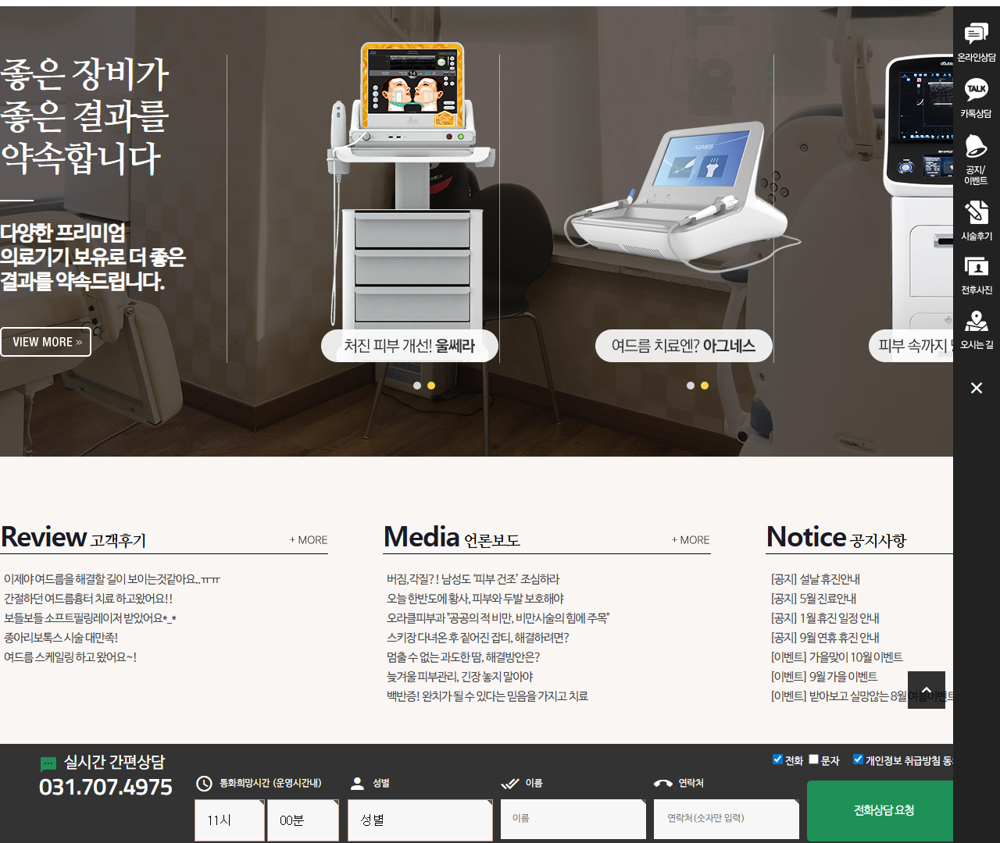 좋은 장비가
좋은 결과를
약속합니다
다양한 프리미엄
의료기기 보유로 더 좋은
결과를 약속드립니다.
VIEW MORE »
14
처진 피부 개선! 울쎄라
AGNES
여드름 치료엔? 아그네스
피부 속까지
온라인상담
TALK
카톡상담
공지/
이벤트
시술후기
전후사진
오시는 길
Review 고객후기
+ MORE
이제야 여드름을 해결할 길이 보이는것같아요..ㅠㅠ
간절하던 여드름흉터 치료 하고왔어요!!
보들보들 소프트필링레이저 받았어요*_*
종아리보톡스 시술 대만족!
여드름 스케일링 하고 왔어요~!
Media 언론보도
+ MORE
버짐,각질?! 남성도 ‘피부 건조’ 조심하라
오늘 한반도에 황사, 피부와 두발 보호해야
오라클피부과 "공공의 적 비만, 비만시술의 힘에 주목"
스키장 다녀온 후 짙어진 잡티, 해결하려면?
멈출 수 없는 과도한 땀, 해결방안은?
늦겨울 피부관리, 긴장 놓지 말아야
백반증! 완치가 될 수 있다는 믿음을 가지고 치료
Notice 공지사항
[공지] 설날 휴진안내
[공지] 5월 진료안내
[공지] 1월 휴진 일정 안내
[공지] 9월 연휴 휴진 안내
[이벤트] 가을맞이 10월 이벤트
[이벤트] 9월 가을 이벤트
[이벤트] 받아보고 실망않는 8월 여름이벤트
실시간 간편상담
031.707.4975
통화희망시간 (운영시간내)
11시
00분
성별
성별
이름
이름
연락처
연락처(숫자만 입력)
전화 문자 개인정보 취급방침
전화상담 요청